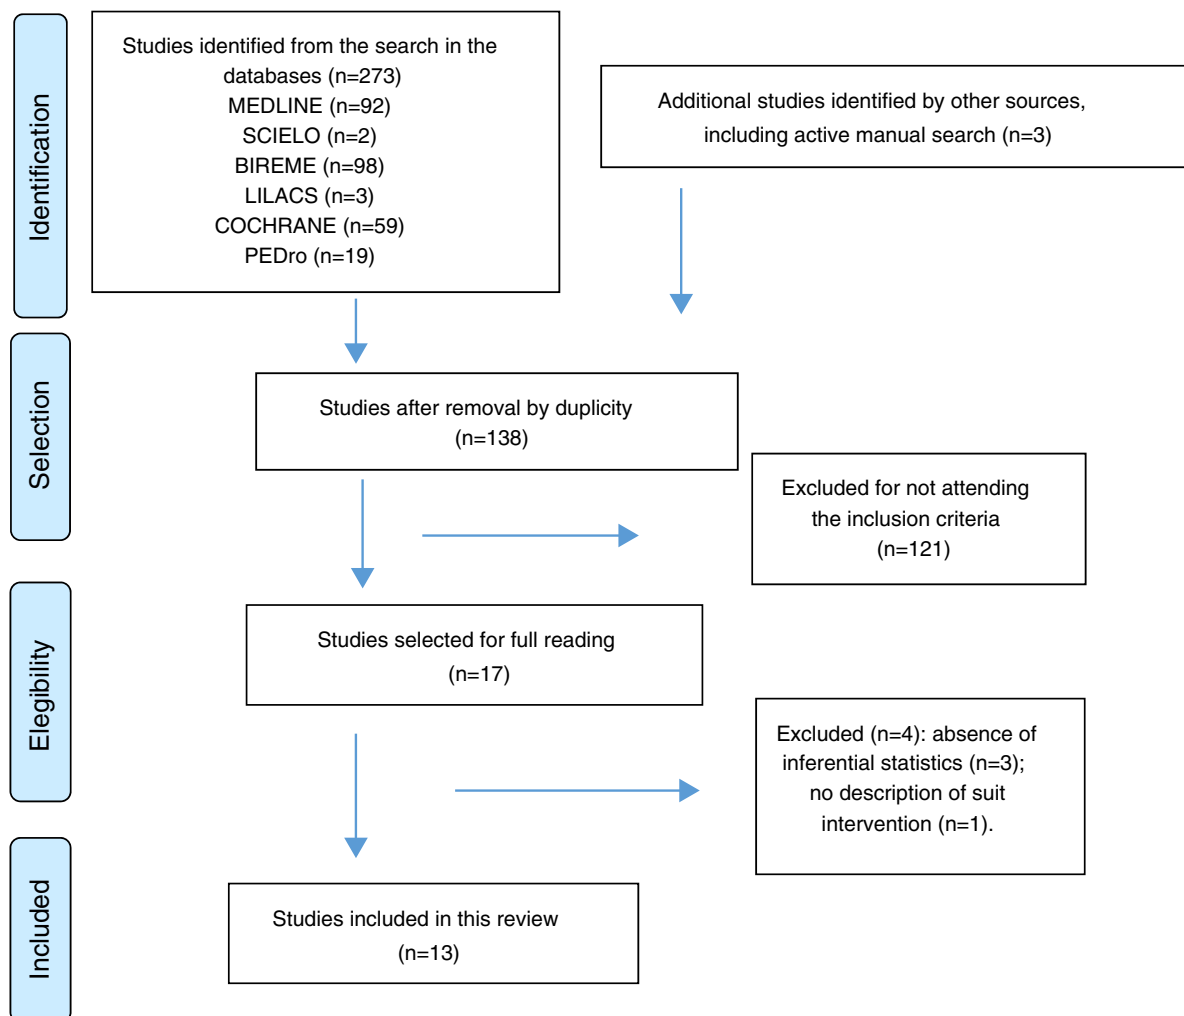 Identification
Studies identified from the search in the
databases (n=273)
MEDLINE (n=92)
SCIELO (n=2)
BIREME (n=98)
LILACS (n=3)
COCHRANE (n=59)
PEDro (n=19)
Additional studies identified by other sources,
including active manual search (n=3)
Selection
Studies after removal by duplicity
(n=138)
Excluded for not attending
the inclusion criteria
(n=121)
Elegibility
Studies selected for full reading
(n=17)
Excluded (n=4): absence of
inferential statistics (n=3);
no description of suit
intervention (n=1).
Included
Studies included in this review
(n=13)